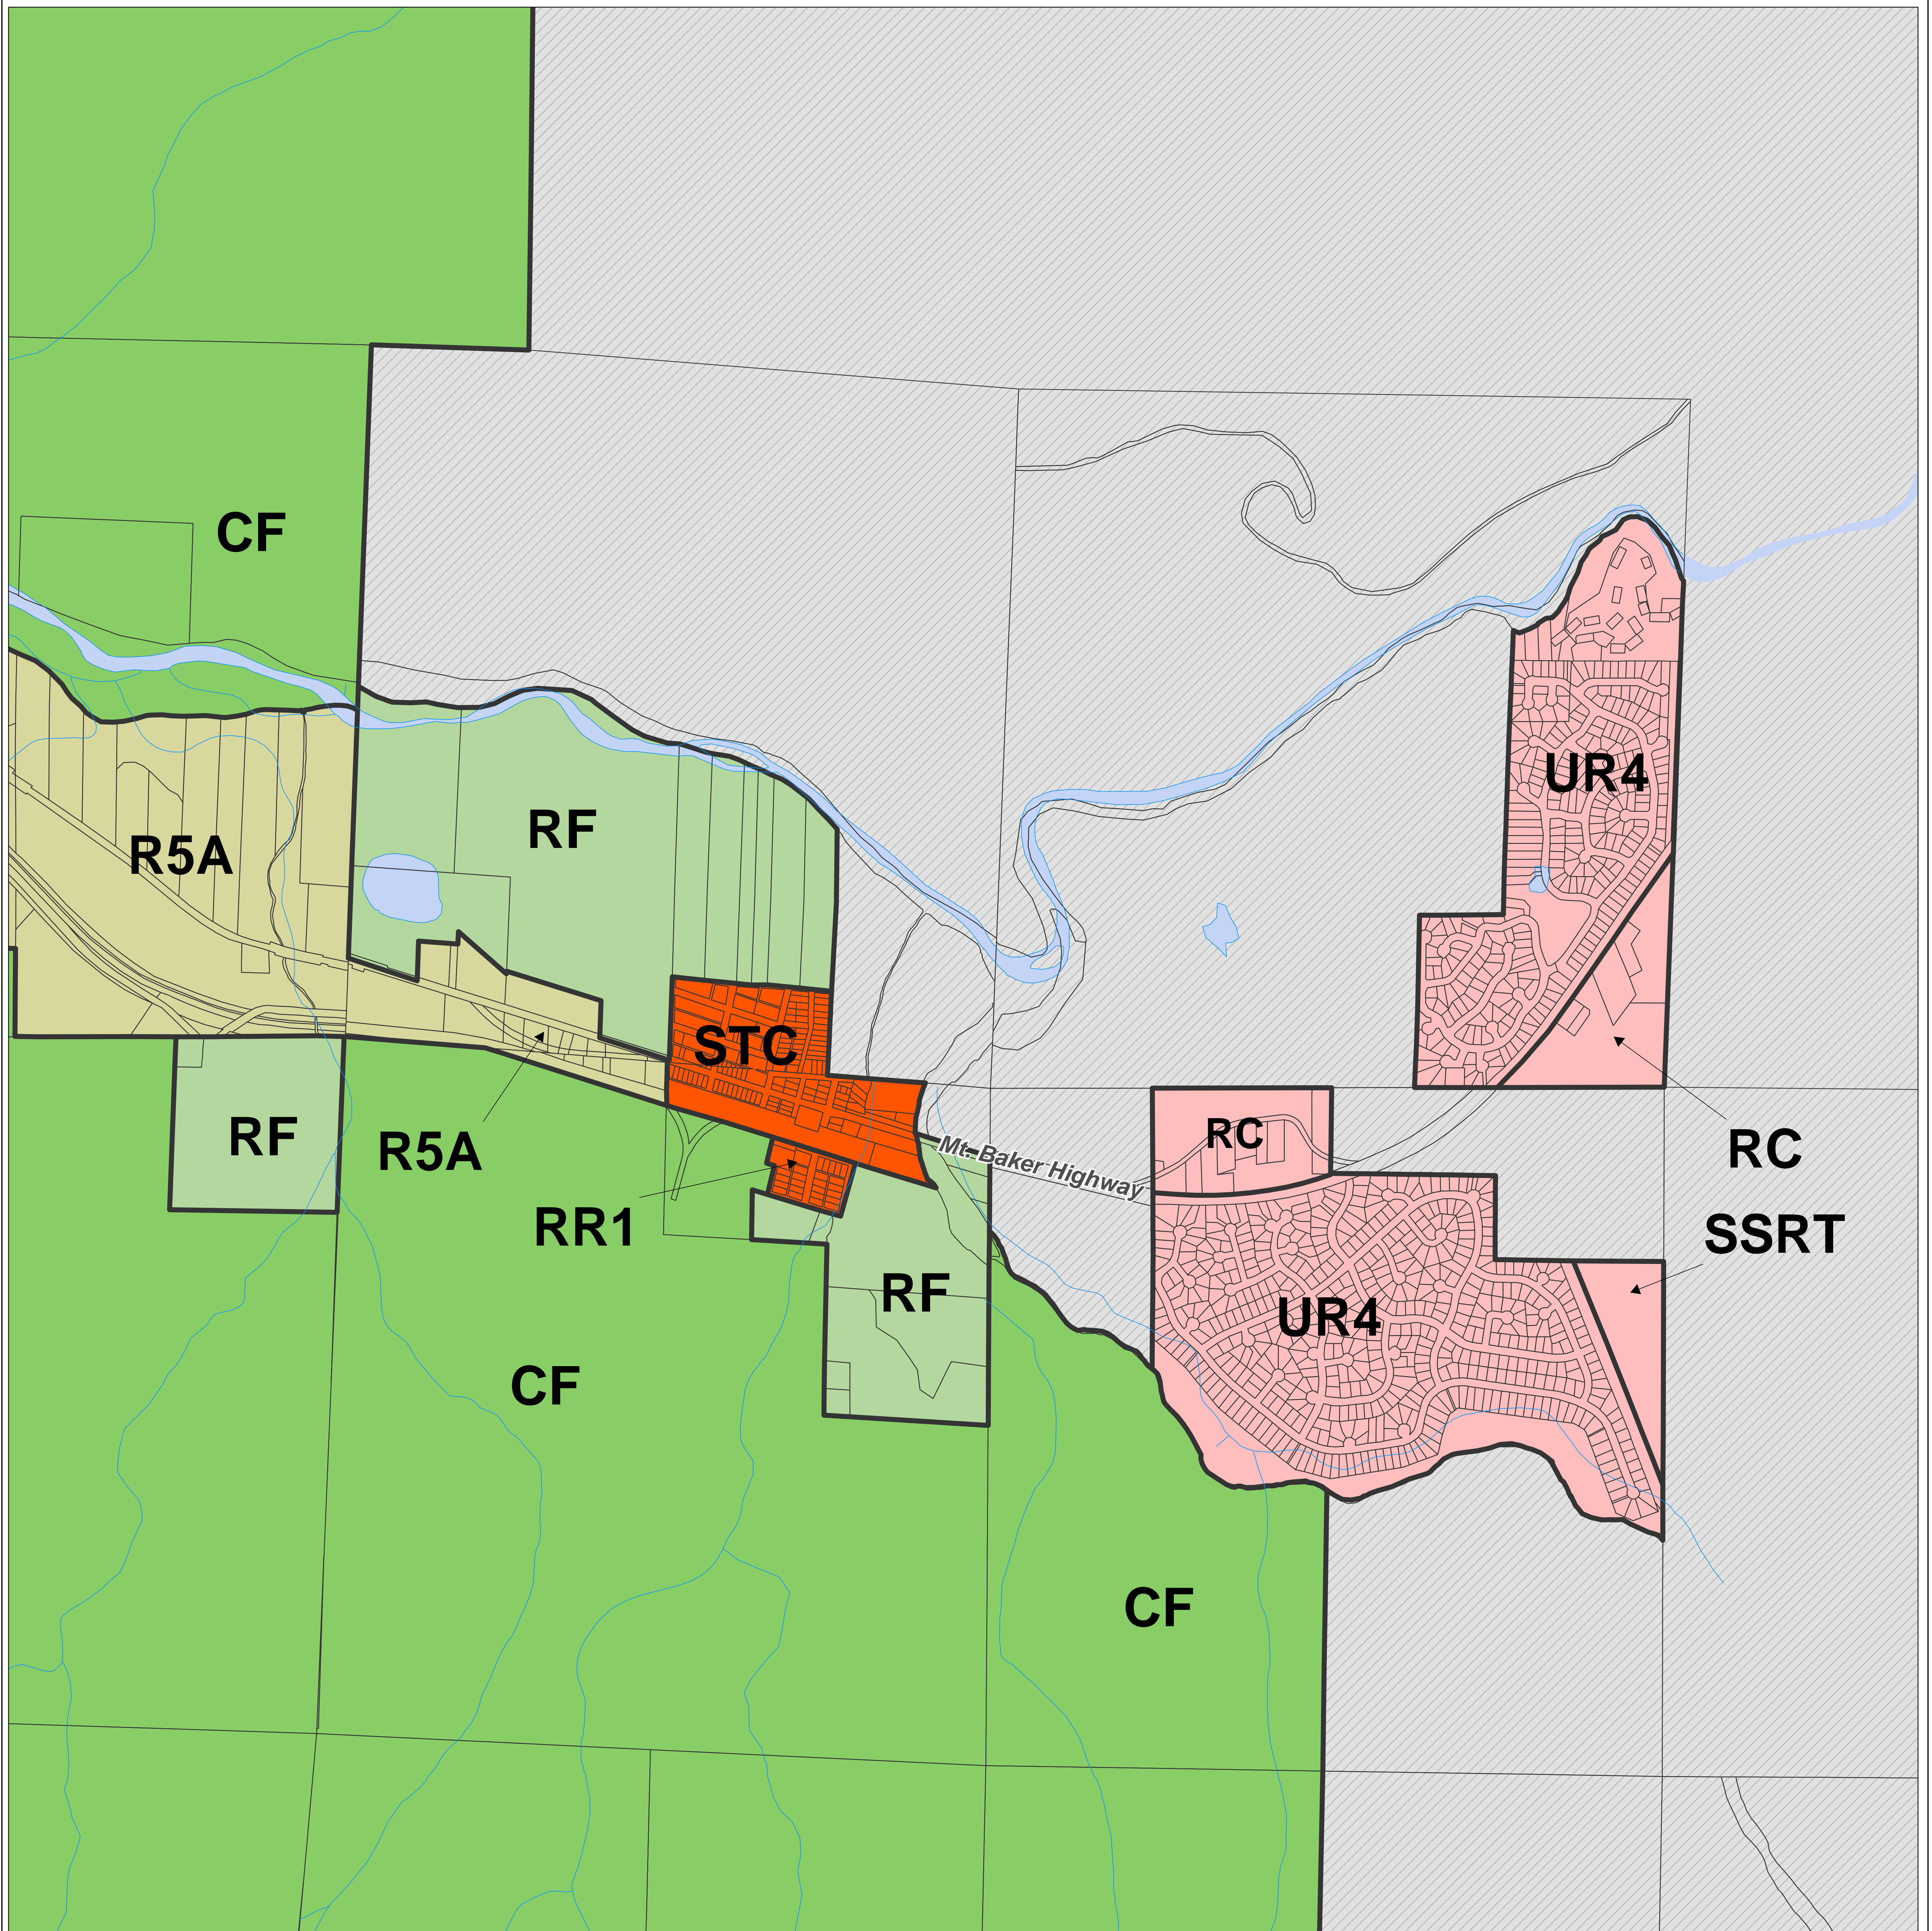 CF
UR4
RF
R5A
STC
RF
R5A
RC
Mt. Baker Highway
RC
RR1
SSRT
RF
UR4
CF
CF